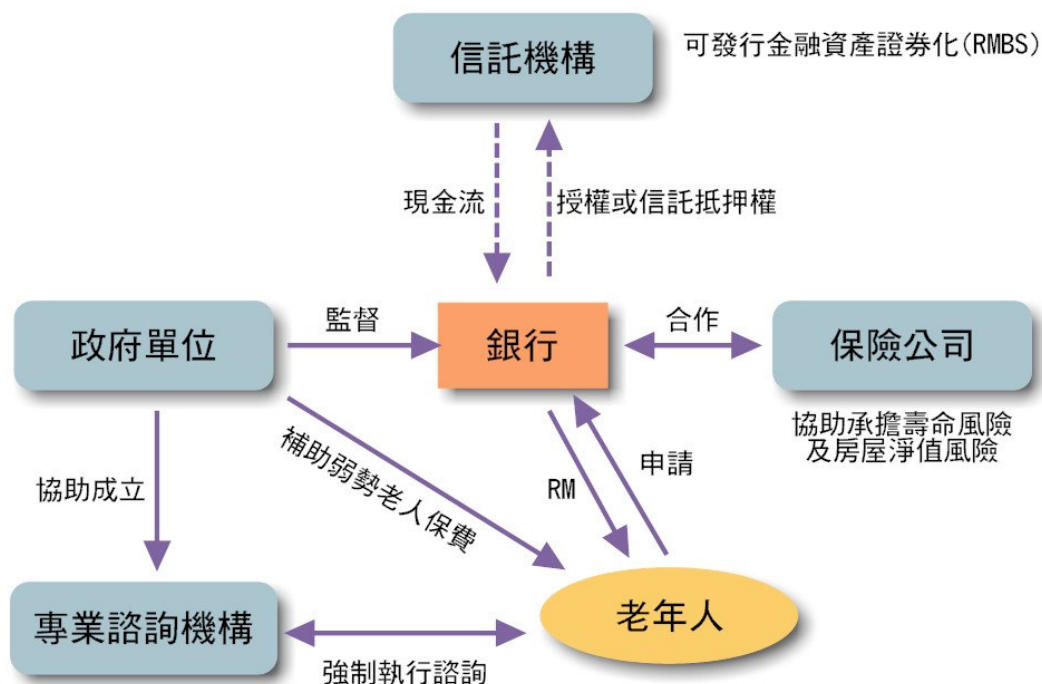 信託機構
可發行金融資產證券化(RMBS)
現金流
授權或信託抵押權
政府單位
監督
銀行
合作
保險公司
協助承擔壽命風險
及房屋淨值風險
協助成立
補助弱勢老人保費
RM
申請
專業諮詢機構
強制執行諮詢
老年人